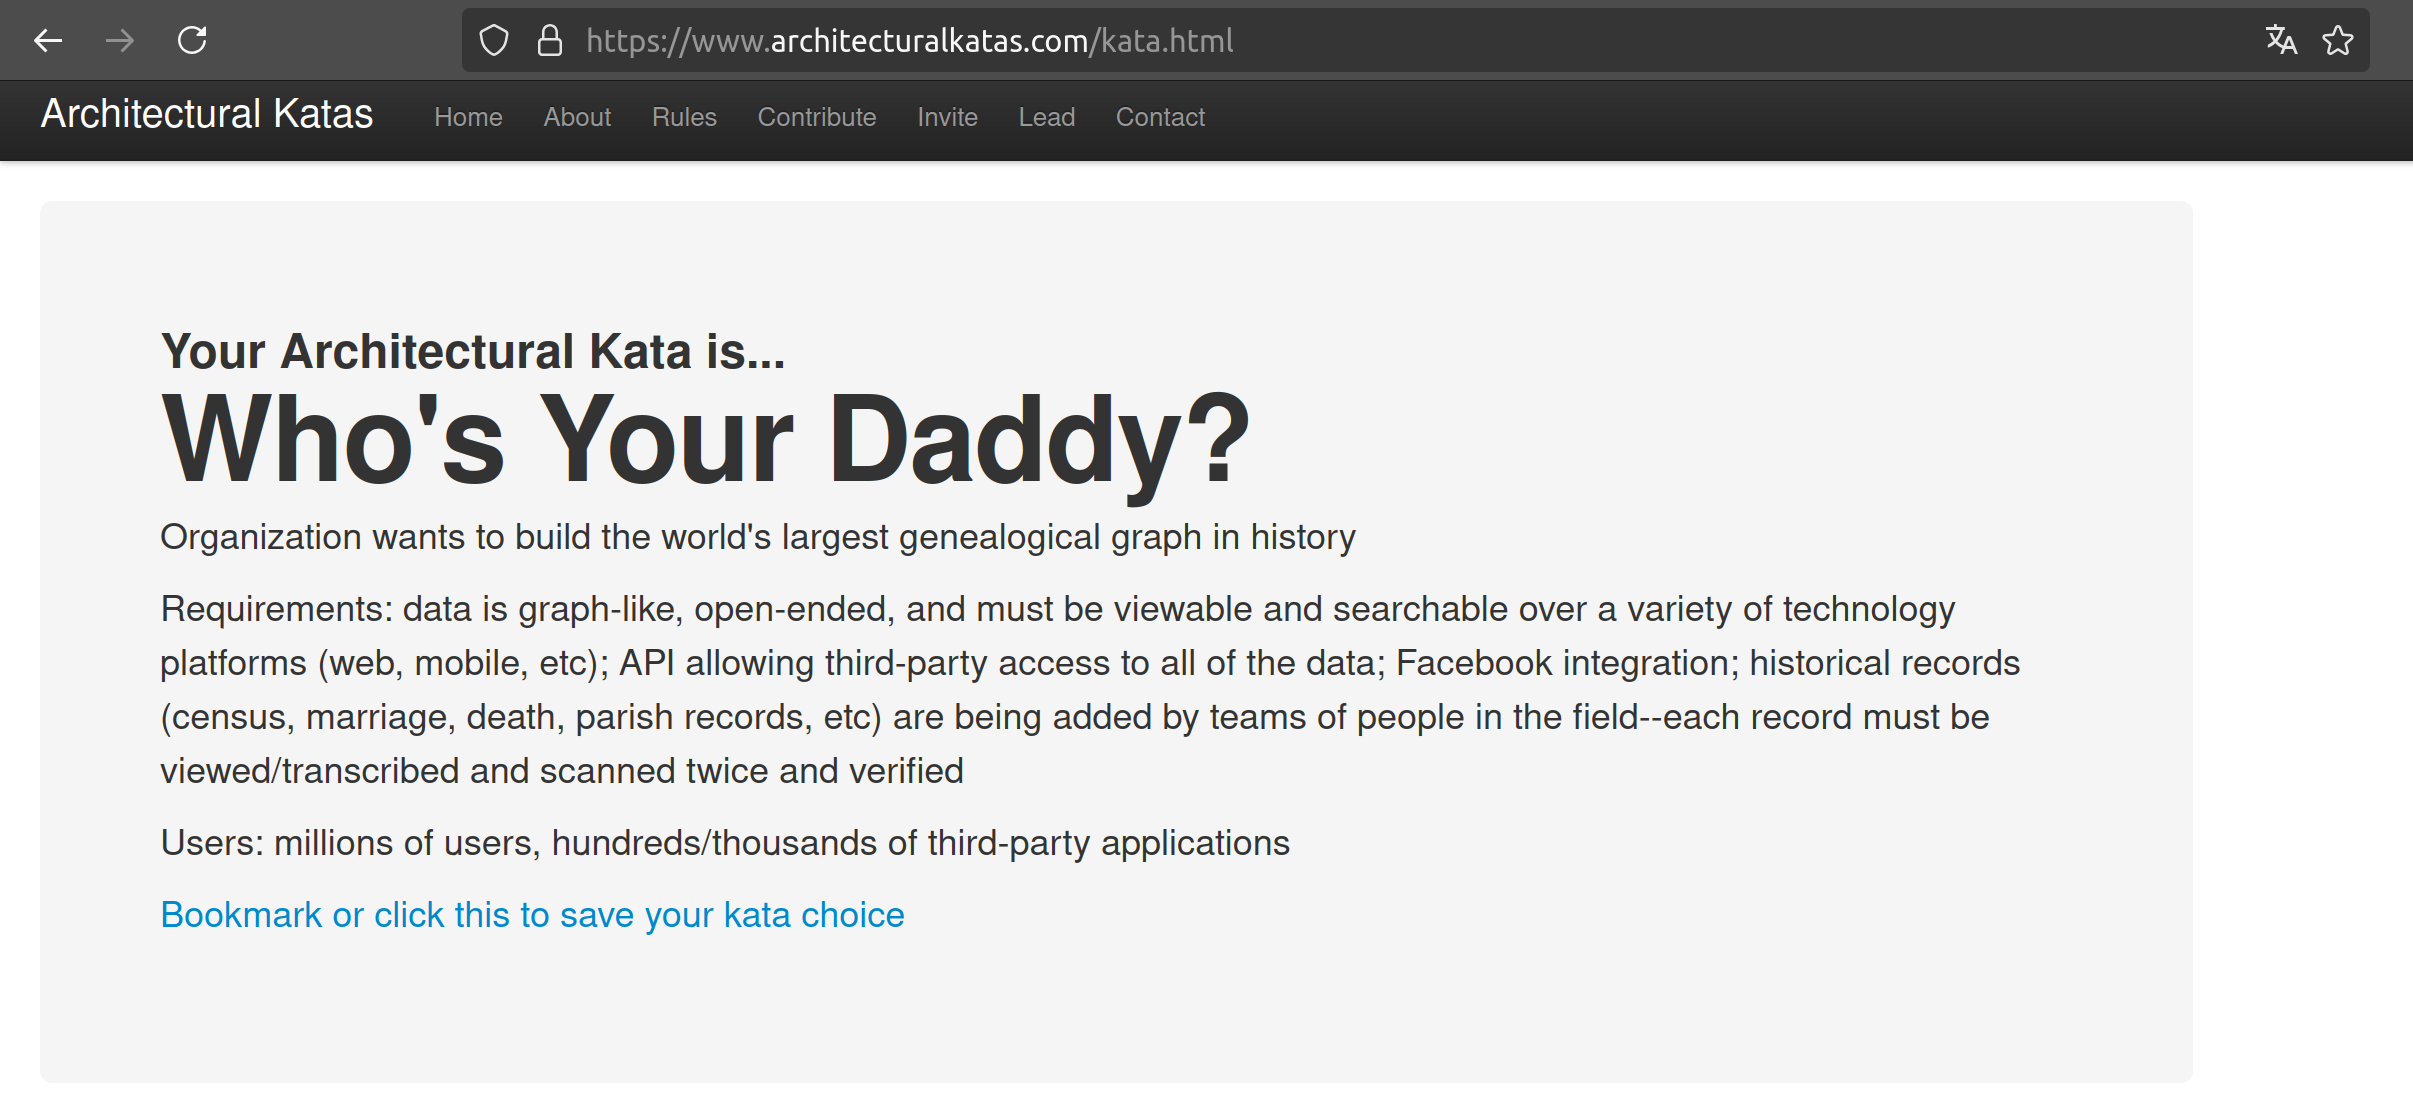 https://www.architecturalkatas.com/kata.html
Architectural Katas Home About Rules Contribute Invite Lead Contact
Your Architectural Kata is...
Who's Your Daddy?
Organization wants to build the world's largest genealogical graph in history
Requirements: data is graph-like, open-ended, and must be viewable and searchable over a variety of technology
platforms (web, mobile, etc); API allowing third-party access to all of the data; Facebook integration; historical records
(census, marriage, death, parish records, etc) are being added by teams of people in the field--each record must be
viewed/transcribed and scanned twice and verified
Users: millions of users, hundreds/thousands of third-party applications
Bookmark or click this to save your kata choice